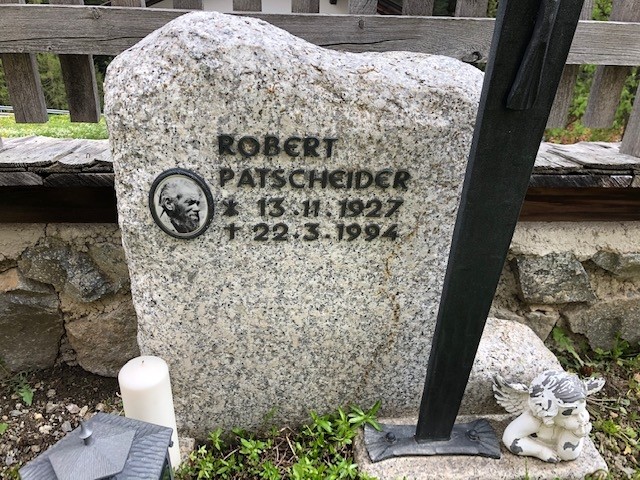 ROBERT
PATSCHEIDER
* 13.11.1927
† 22.3.1994